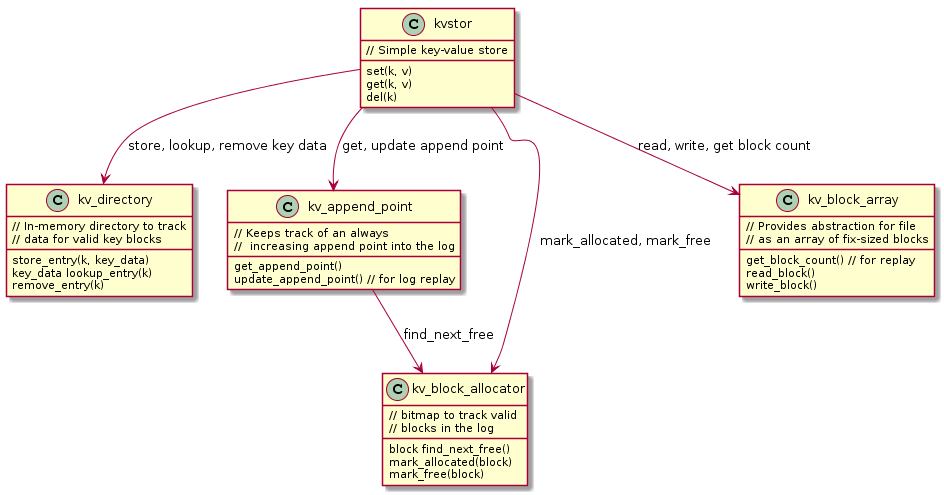 C kvstor
// Simple key-value store
set(k, v)
get(k, v)
del(k)
store, lookup, remove key data
get, update append point
read, write, get block count
C kv_directory
// In-memory directory to track
// data for valid key blocks
store_entry(k, key_data)
key_data lookup_entry(k)
remove_entry(k)
C kv_append_point
// Keeps track of an always
//  increasing append point into the log
get_append_point()
update_append_point() // for log replay
mark_allocated, mark_free
C kv_block_array
// Provides abstraction for file
// as an array of fix-sized blocks
get_block_count() // for replay
read_block()
write_block()
find_next_free
C kv_block_allocator
// bitmap to track valid
// blocks in the log
block find_next_free()
mark_allocated(block)
mark_free(block)